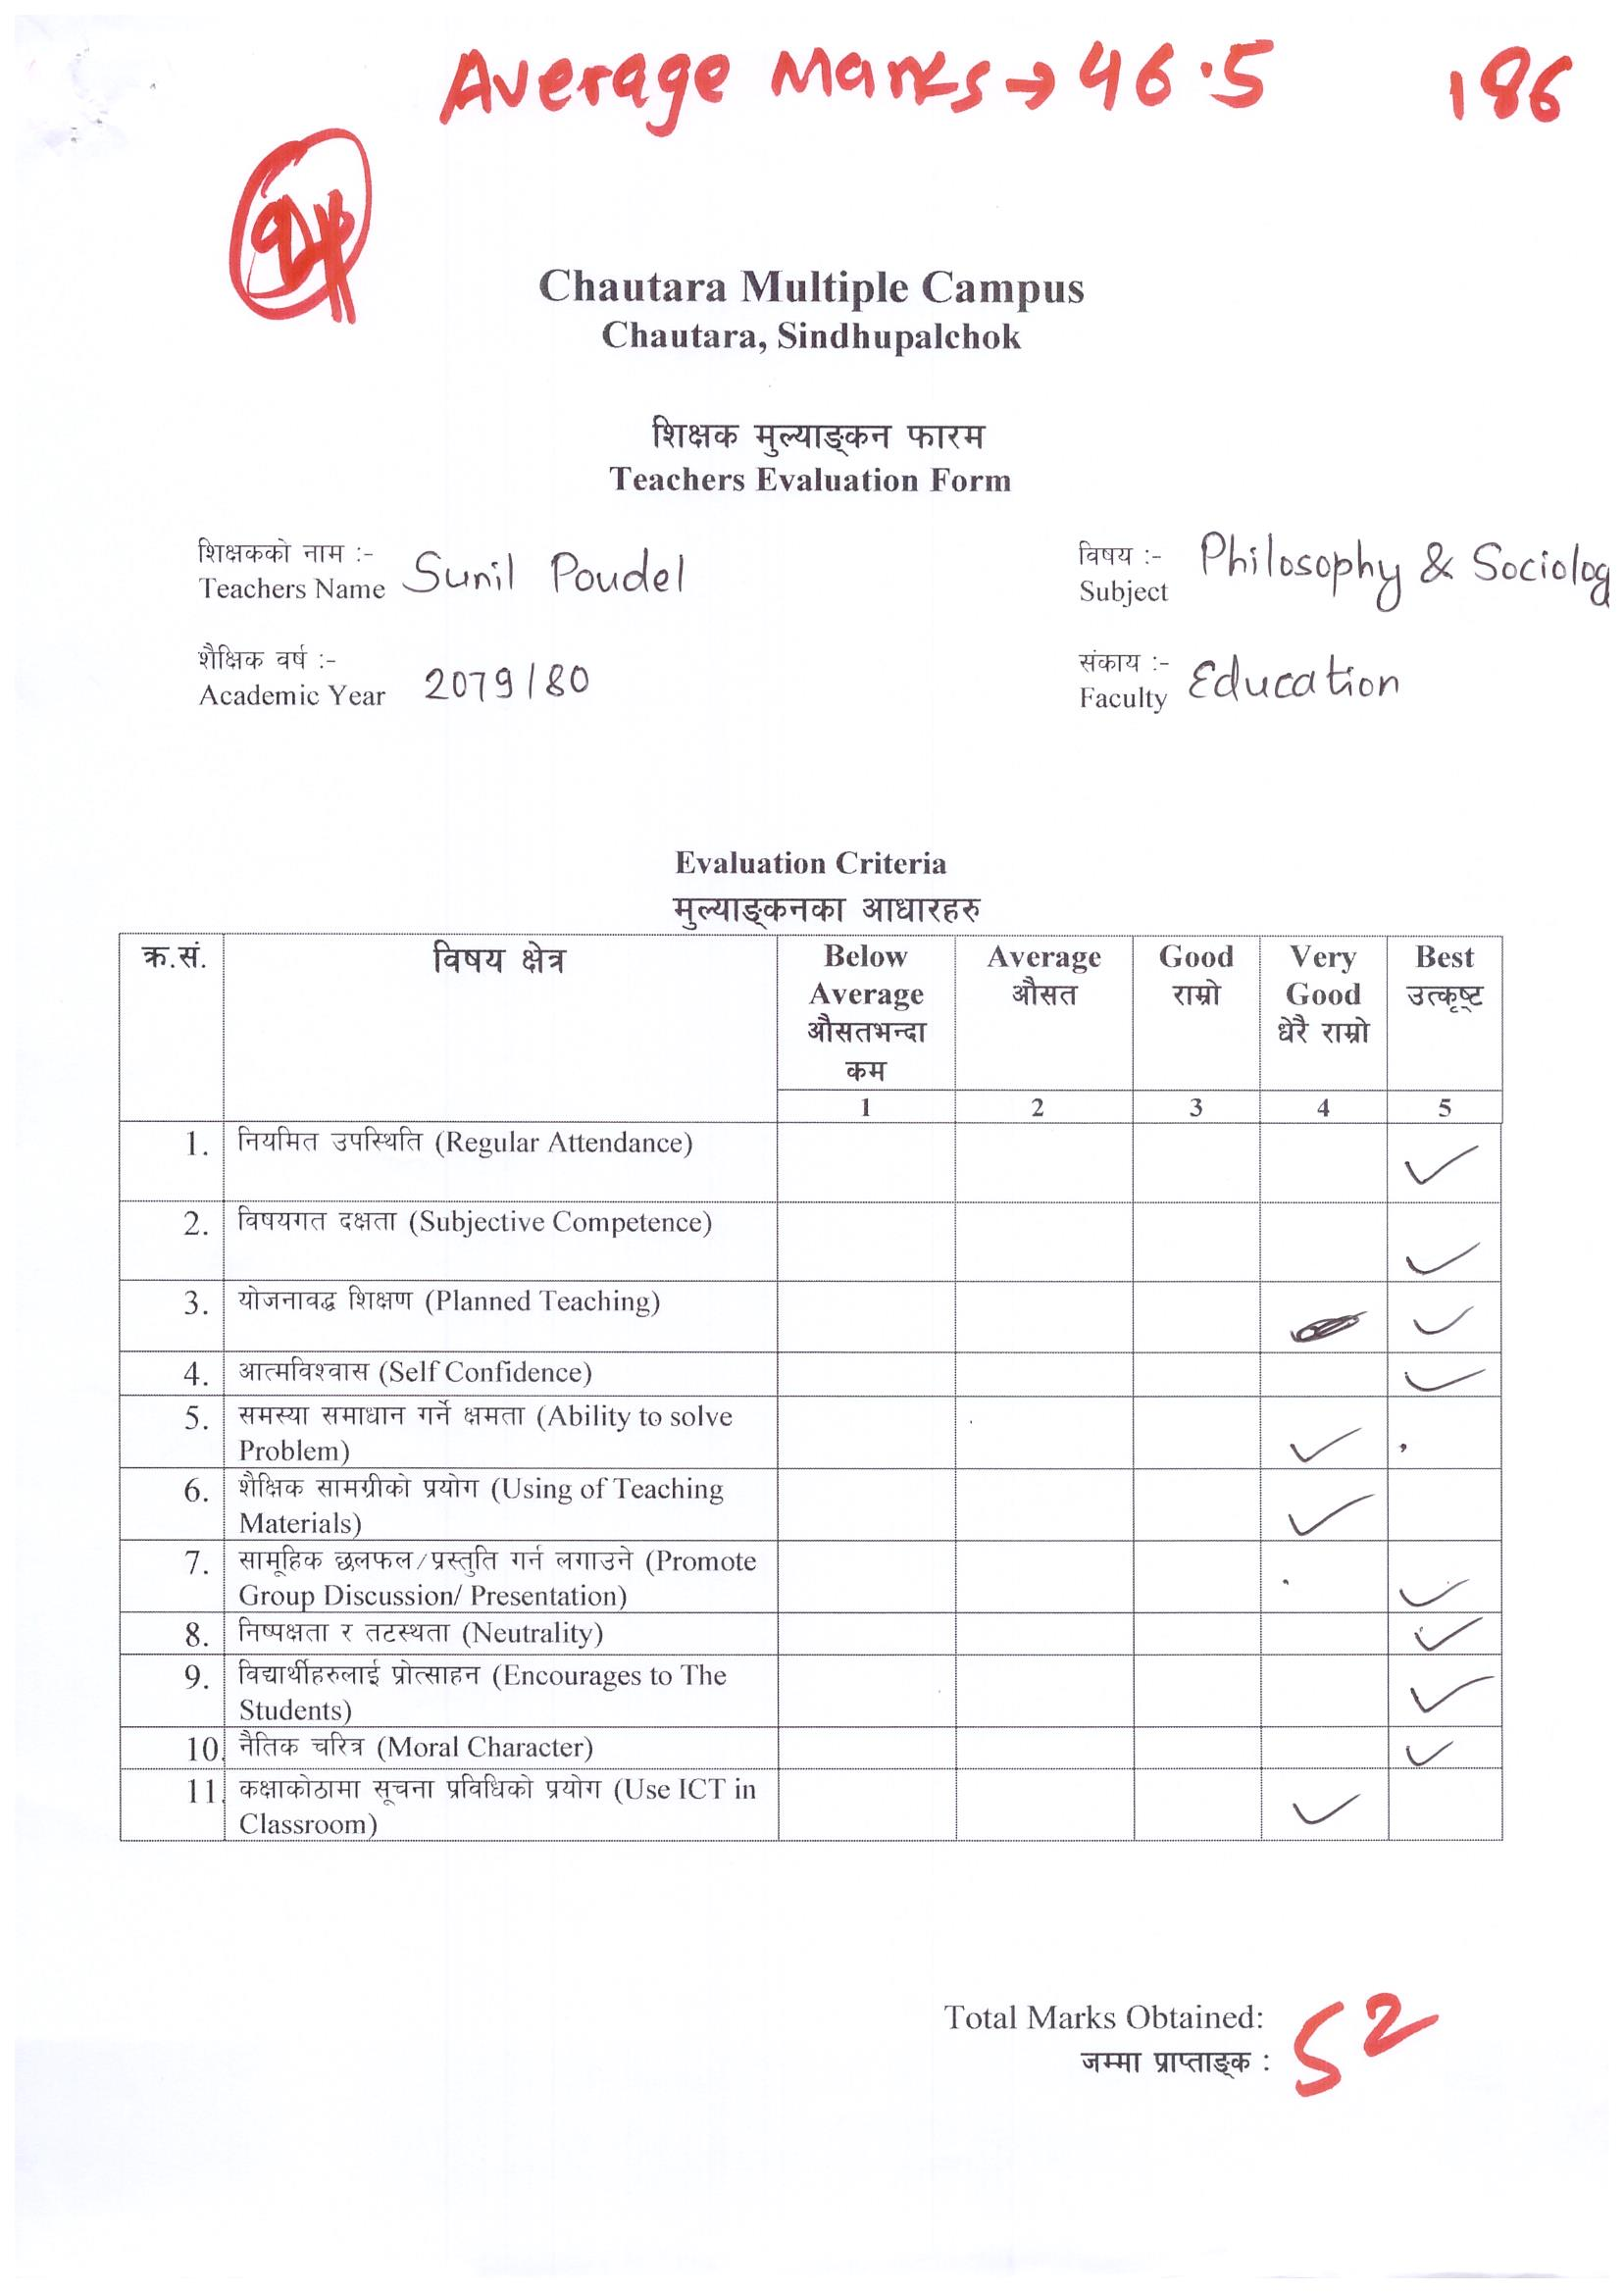 Average Marks → 46.5 186
Chautara Multiple Campus
Chautara, Sindhupalchok
शिक्षक मुल्याङ्कन फारम
Teachers Evaluation Form
शिक्षकको नाम :- Sunil Poudel विषय :- Philosophy & Sociolog
Teachers Name Subject
शैक्षिक वर्ष :- 2079/80 संकाय :- Education
Academic Year Faculty
Evaluation Criteria
मुल्याङ्कनका आधारहरु
क्र.सं. विषय क्षेत्र Below Average Good Very Best
Average औसत राम्रो Good उत्कृष्ट
औसतभन्दा धेरै राम्रो
कम
1 2 3 4 5
1. नियमित उपस्थिति (Regular Attendance) ✓
2. विषयगत दक्षता (Subjective Competence) ✓
3. योजनावद्ध शिक्षण (Planned Teaching) ✓
4. आत्मविश्वास (Self Confidence) ✓
5. समस्या समाधान गर्ने क्षमता (Ability to solve ✓
Problem)
6. शैक्षिक सामग्रीको प्रयोग (Using of Teaching ✓
Materials)
7. सामूहिक छलफल/प्रस्तुति गर्न लगाउने (Promote ✓
Group Discussion/ Presentation)
8. निष्पक्षता र तटस्थता (Neutrality) ✓
9. विद्यार्थीहरुलाई प्रोत्साहन (Encourages to The ✓
Students)
10. नैतिक चरित्र (Moral Character) ✓
11. कक्षाकोठामा सूचना प्रविधिको प्रयोग (Use ICT in ✓
Classroom)
Total Marks Obtained: 52
जम्मा प्राप्ताङ्क :